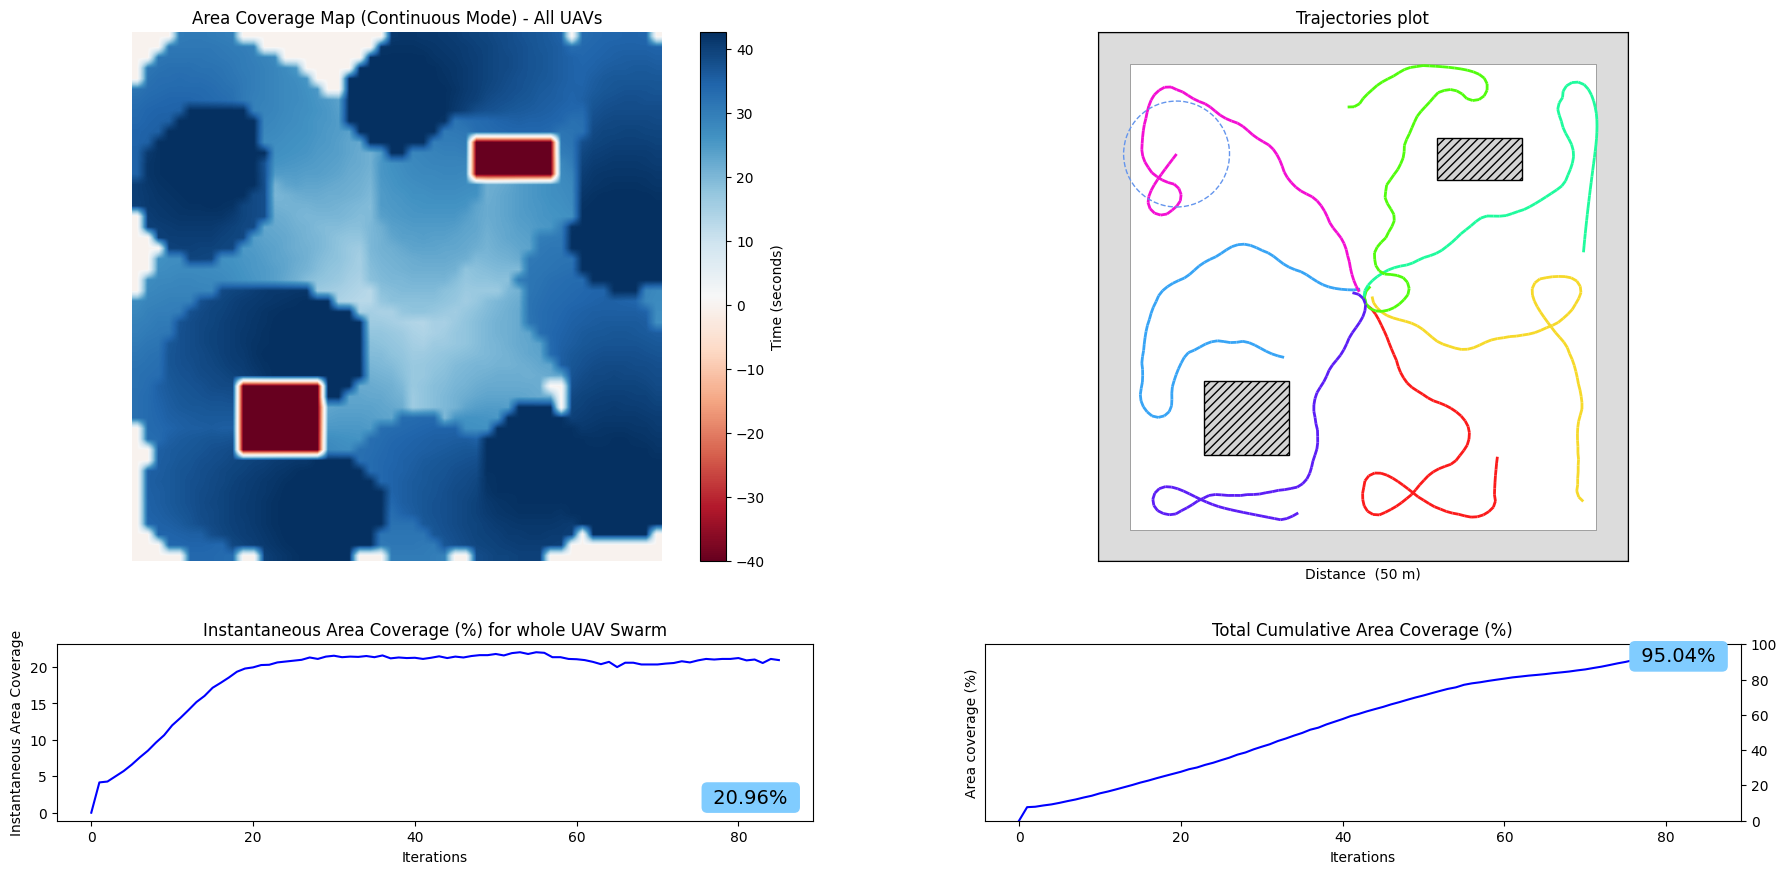 Area Coverage Map (Continuous Mode) - All UAVs
40
30
20
10
0
−10
−20
−30
−40
Time (seconds)
Trajectories plot
Distance  (50 m)
Instantaneous Area Coverage (%) for whole UAV Swarm
Instantaneous Area Coverage
20
15
10
5
0
20.96%
0 20 40 60 80
Iterations
Total Cumulative Area Coverage (%)
Area coverage (%)
95.04%
100
80
60
40
20
0
0 20 40 60 80
Iterations